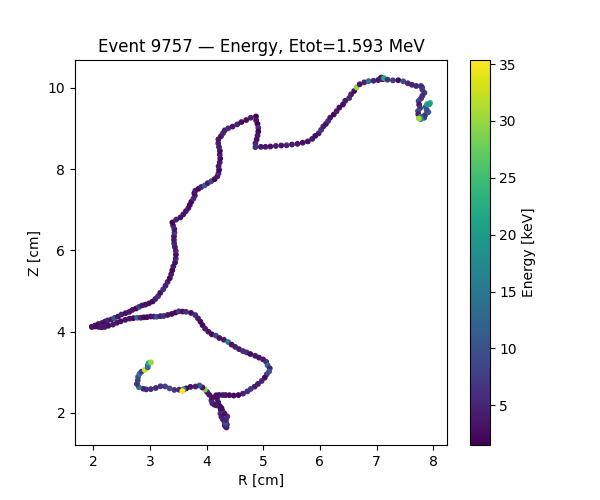 Event 9757 — Energy, Etot=1.593 MeV
10
8
6
4
2
Z [cm]
2 3 4 5 6 7 8
R [cm]
35
30
25
20
15
10
5
Energy [keV]